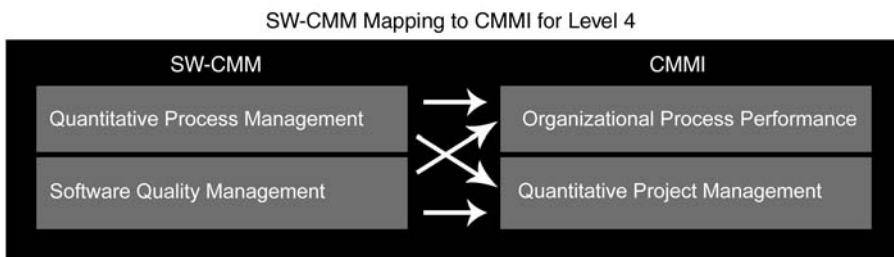 SW-CMM Mapping to CMMI for Level 4
SW-CMM
CMMI
Quantitative Process Management
Organizational Process Performance
Software Quality Management
Quantitative Project Management